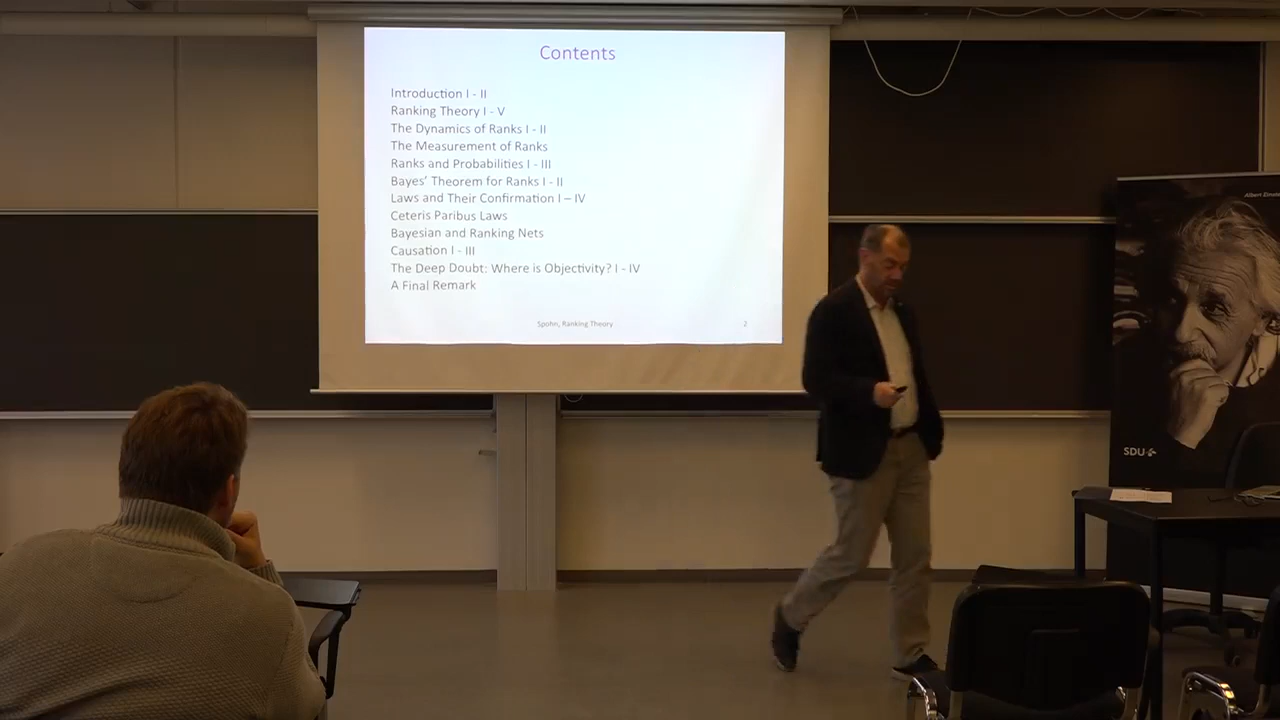 Contents
Introduction I - II
Ranking Theory I - V
The Dynamics of Ranks I - II
The Measurement of Ranks
Ranks and Probabilities I - III
Bayes' Theorem for Ranks I - II
Laws and Their Confirmation I – IV
Ceteris Paribus Laws
Bayesian and Ranking Nets
Causation I - III
The Deep Doubt: Where is Objectivity? I - IV
A Final Remark
Spohn, Ranking Theory
2
Albert
SDU